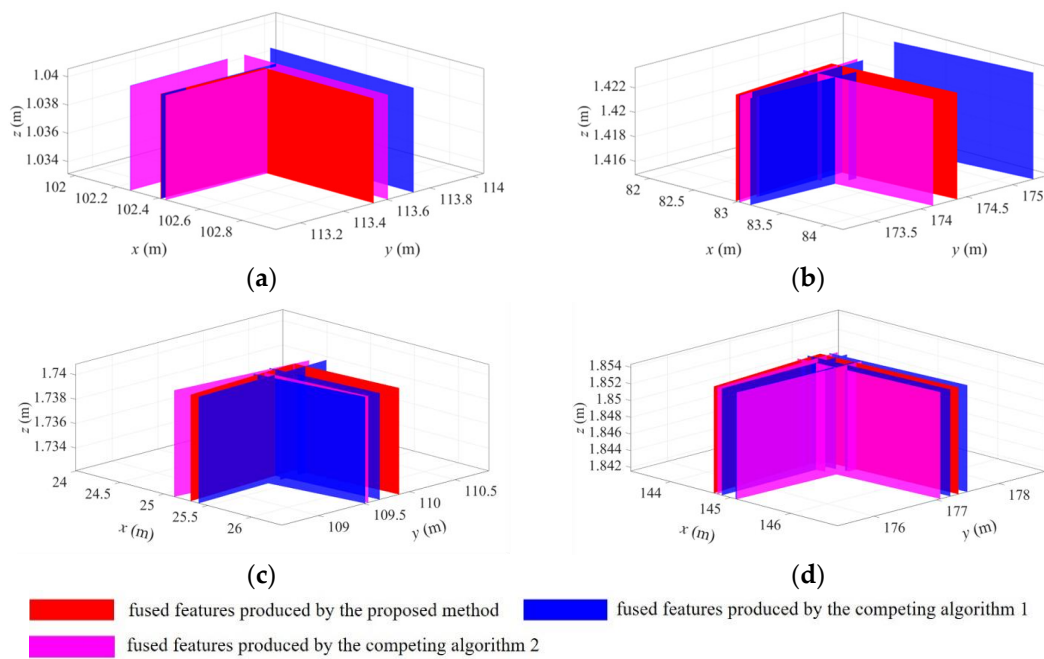 1.04
1.038
1.036
1.034
z (m)
102
102.2
102.4
102.6
102.8
x (m)
113.2
113.4
113.6
113.8
114
y (m)
(a)
1.422
1.42
1.418
1.416
z (m)
82
82.5
83
83.5
84
x (m)
173.5
174
174.5
175
y (m)
(b)
1.74
1.738
1.736
1.734
z (m)
24
24.5
25
25.5
26
x (m)
109
109.5
110
110.5
y (m)
(c)
1.854
1.852
1.85
1.848
1.846
1.844
1.842
z (m)
144
145
146
x (m)
176
177
178
y (m)
(d)
fused features produced by the proposed method
fused features produced by the competing algorithm 1
fused features produced by the competing algorithm 2